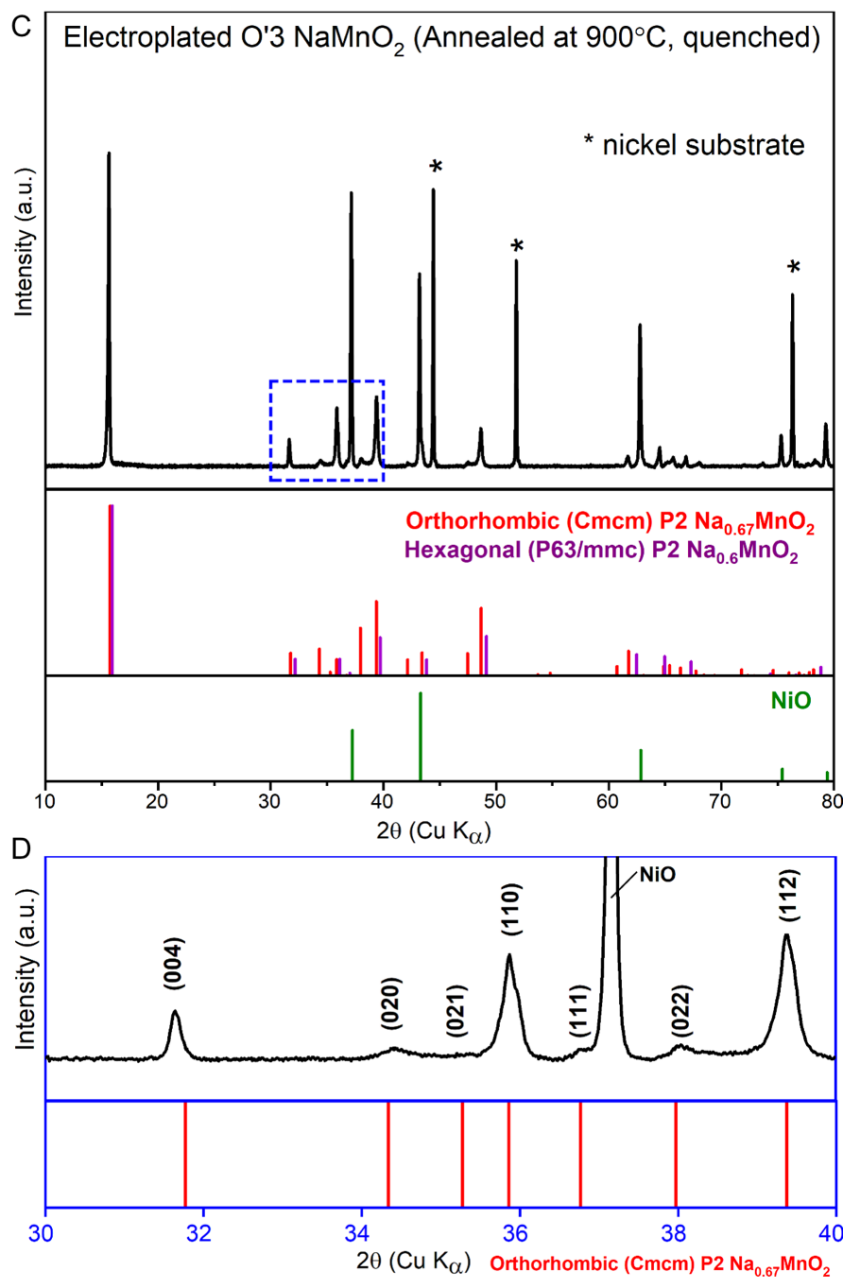 C
Electroplated O'3 NaMnO₂ (Annealed at 900°C, quenched)
* nickel substrate
*
*
*
Intensity (a.u.)
Orthorhombic (Cmcm) P2 Na₀.₆₇MnO₂
Hexagonal (P63/mmc) P2 Na₀.₆MnO₂
NiO
10 20 30 40 50 60 70 80
2θ (Cu Kα)
D
Intensity (a.u.)
(004)
(020)
(021)
(110)
(111)
NiO
(022)
(112)
30 32 34 36 38 40
2θ (Cu Kα)
Orthorhombic (Cmcm) P2 Na₀.₆₇MnO₂